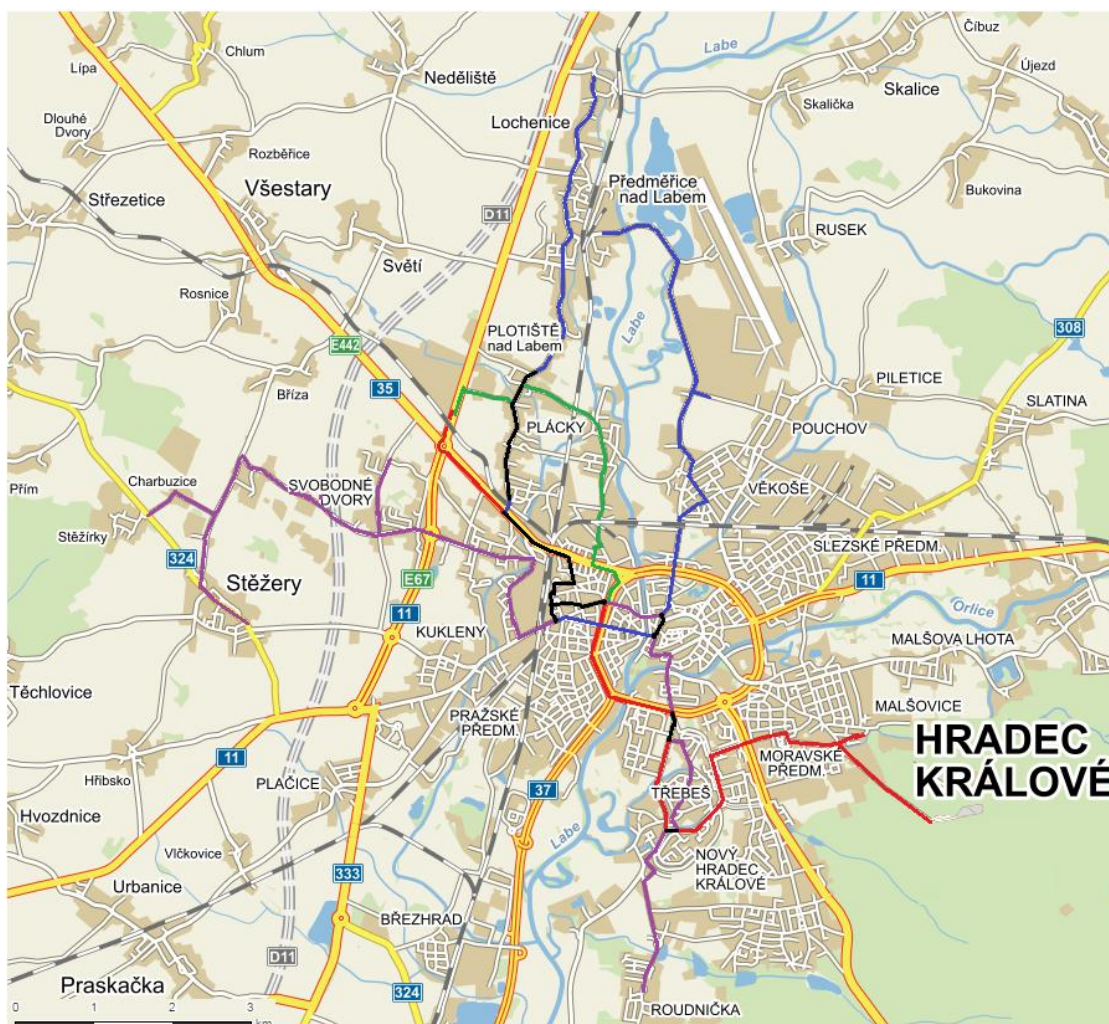 Číbuz
Chlum
Labe
Lípa
Neděliště
Újezd
Skalice
Skalička
Lochenice
Dlouhé
Dvory
Rozběřice
Všestary
Předměřice
nad Labem
Bukovina
Střezetice
D11
RUSEK
Světí
Rosnice
Labe
Labe
PLOTIŠTĚ
nad Labem
308
E442
35
PILETICE
Bříza
SLATINA
PLÁCKY
POUCHOV
Přím
Charbuzice
SVOBODNÉ
DVORY
VĚKOŠE
Stěžírky
324
SLEZSKÉ PŘEDM.
Stěžery
E67
11
11
Orlice
KUKLENY
MALŠOVA LHOTA
Těchlovice
PRAŽSKÉ
PŘEDM.
MALŠOVICE
HRADEC
KRÁLOVÉ
11
MORAVSKÉ
PŘEDM.
Hřibsko
PLAČICE
37
TŘEBEŠ
Hvozdnice
Labe
Vlčkovice
NOVÝ
HRADEC
KRÁLOVÉ
333
Urbanice
BŘEZHRAD
D11
Praskačka
324
0 1 2 3
km
ROUDNIČKA